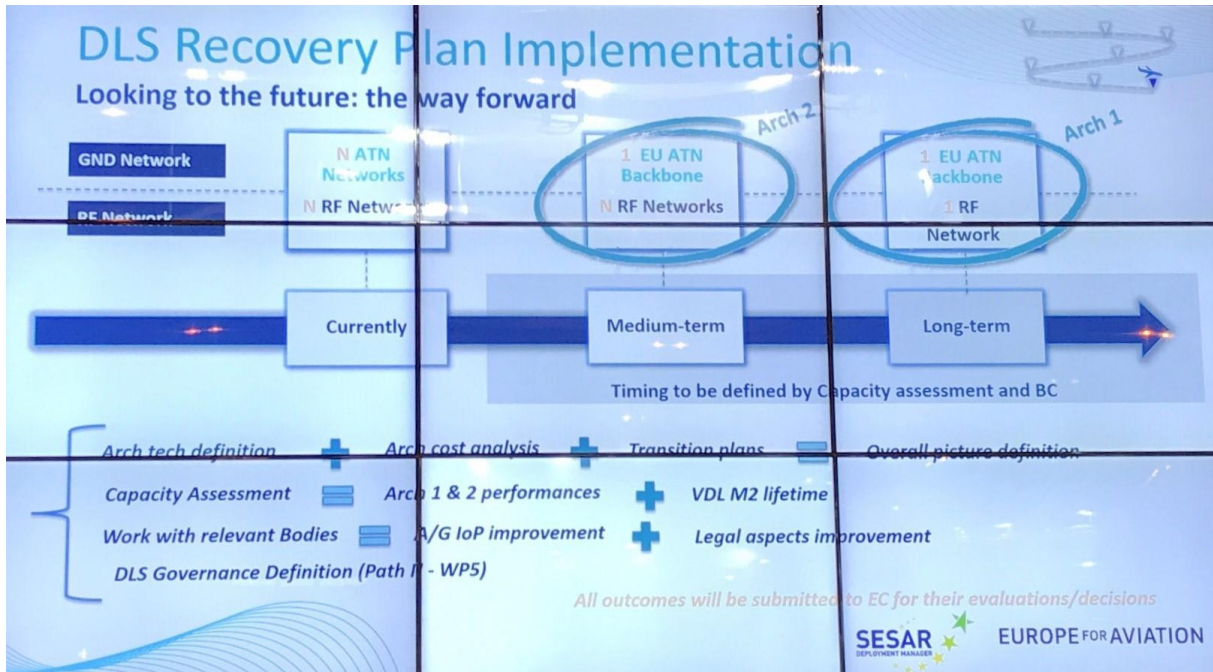 DLS Recovery Plan Implementation
Looking to the future: the way forward
Arch 2
Arch 1
GND Network
N ATN
Networks
1 EU ATN
Backbone
1 EU ATN
Backbone
RF Network
N RF
N RF Networks
1 RF
Network
Currently
Medium-term
Long-term
Timing to be defined by Capacity assessment and BC
Arch tech definition + Arch cost analysis + Transition plans = Overall picture definition
Capacity Assessment = Arch 1 & 2 performances + VDL M2 lifetime
Work with relevant Bodies = A/G IoP improvement + Legal aspects improvement
DLS Governance Definition (Path - WP5)
All outcomes will be submitted to EC for their evaluations/decisions
SESAR
DEPLOYMENT MANAGER
EUROPE FOR AVIATION